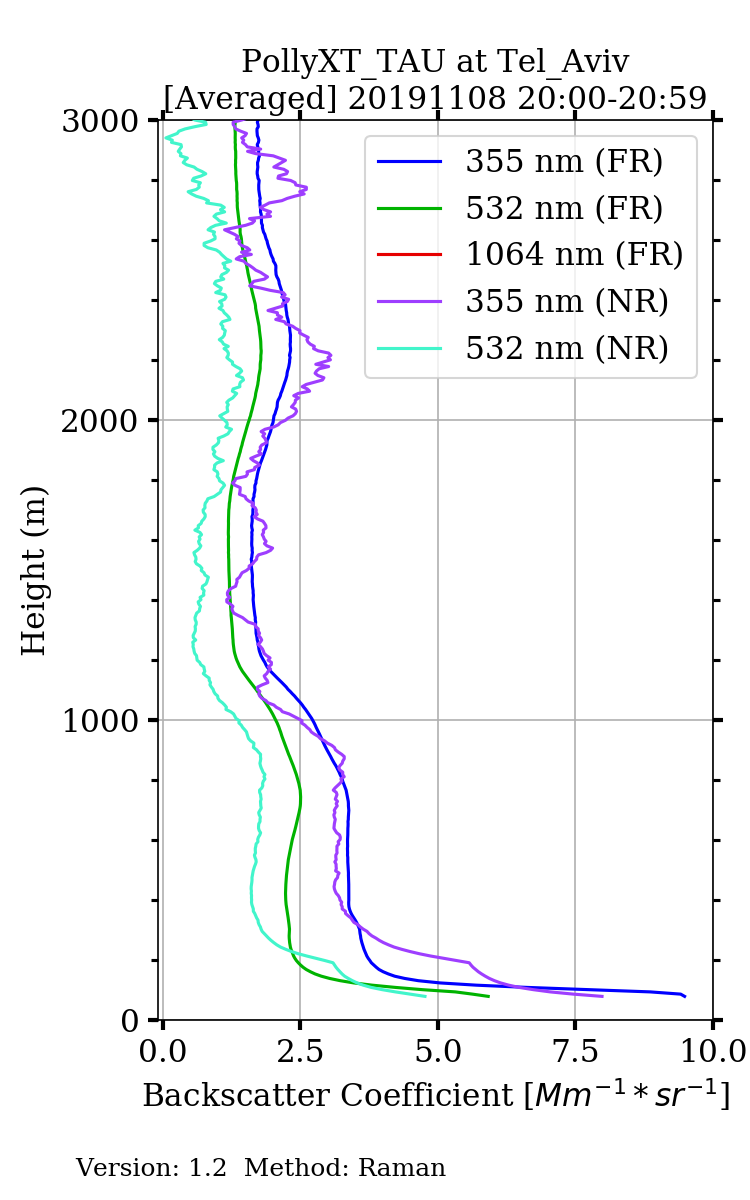 PollyXT_TAU at Tel_Aviv
[Averaged] 20191108 20:00-20:59
3000
2000
1000
0
Height (m)
355 nm (FR)
532 nm (FR)
1064 nm (FR)
355 nm (NR)
532 nm (NR)
0.0 2.5 5.0 7.5 10.0
Backscatter Coefficient [Mm⁻¹ * sr⁻¹]
Version: 1.2 Method: Raman